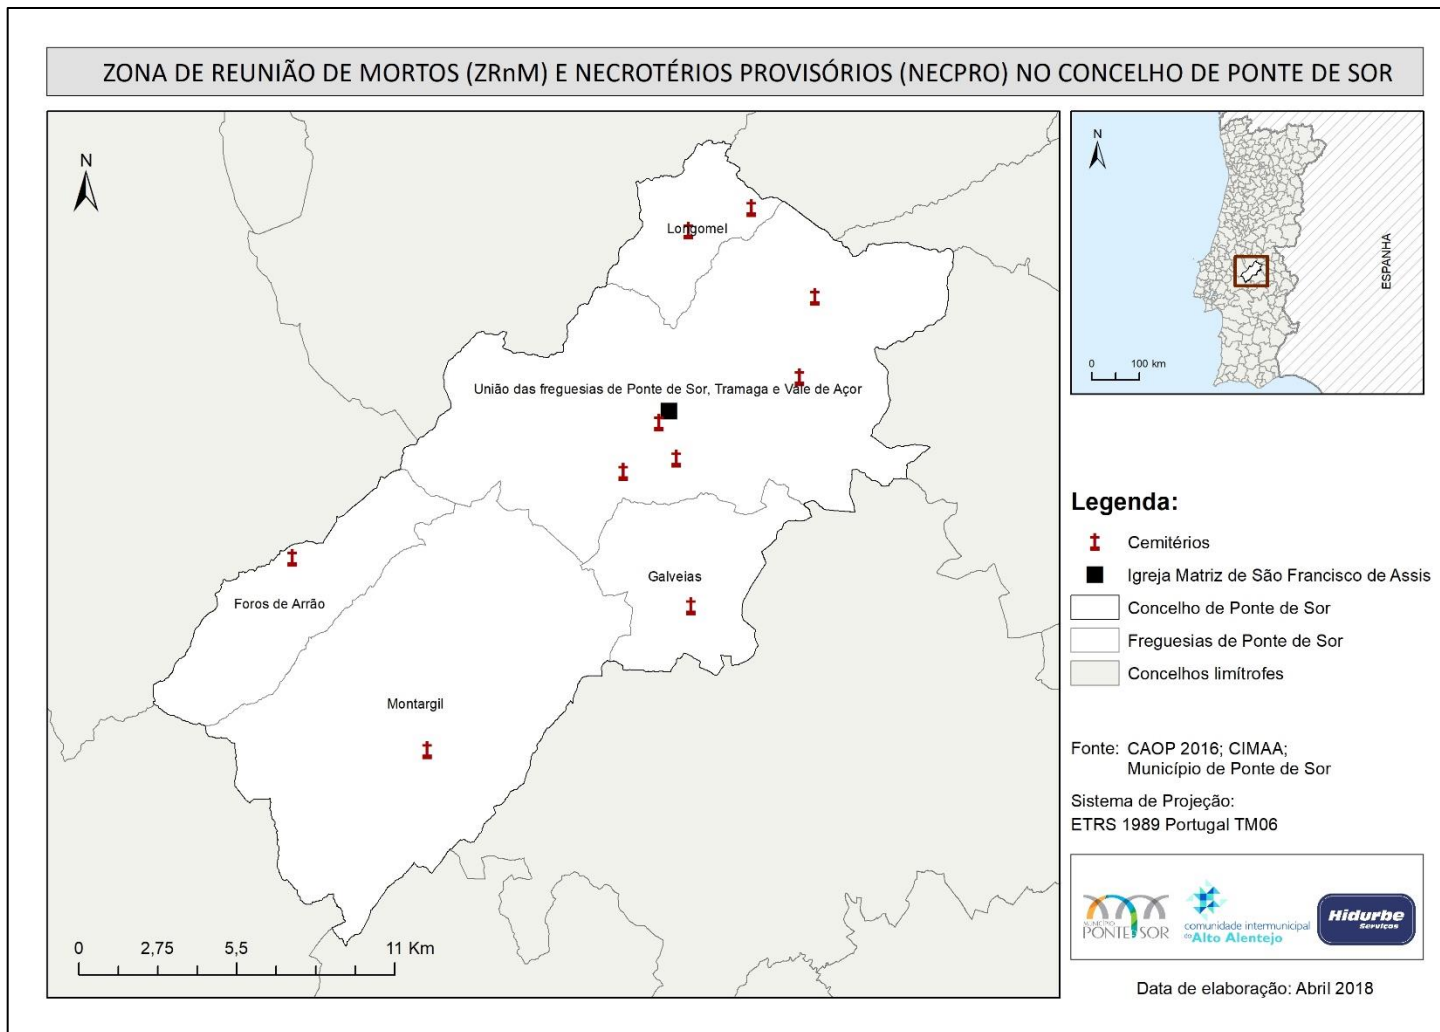 ZONA DE REUNIÃO DE MORTOS (ZRnM) E NECROTÉRIOS PROVISÓRIOS (NECPRO) NO CONCELHO DE PONTE DE SOR
N
Longomel
União das freguesias de Ponte de Sor, Tramaga e Vale de Açor
Galveias
Foros de Arrão
Montargil
0 2,75 5,5 11 Km
N
ESPANHA
0 100 km
Legenda:
Cemitérios
Igreja Matriz de São Francisco de Assis
Concelho de Ponte de Sor
Freguesias de Ponte de Sor
Concelhos limítrofes
Fonte: CAOP 2016; CIMAA;
Município de Ponte de Sor
Sistema de Projeção:
ETRS 1989 Portugal TM06
MUNICÍPIO
PONTE SOR
comunidade intermunicipal
do Alto Alentejo
Hidurbe
Serviços
Data de elaboração: Abril 2018